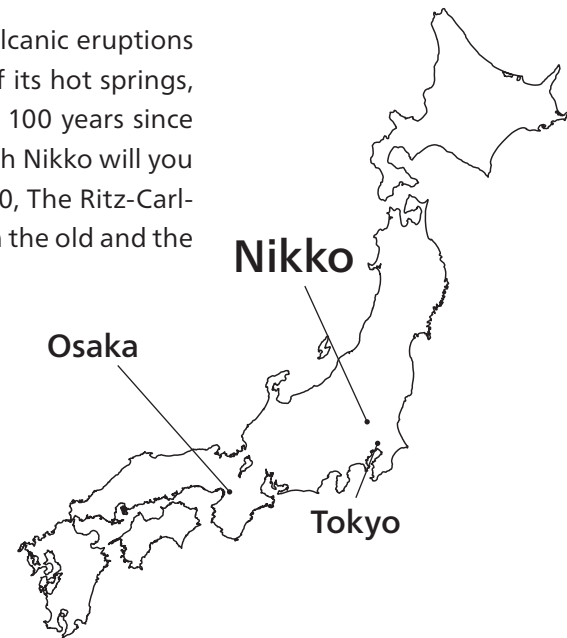 lcanic eruptions
f its hot springs,
100 years since
h Nikko will you
0, The Ritz-Carl-
the old and the
Nikko
Osaka
Tokyo